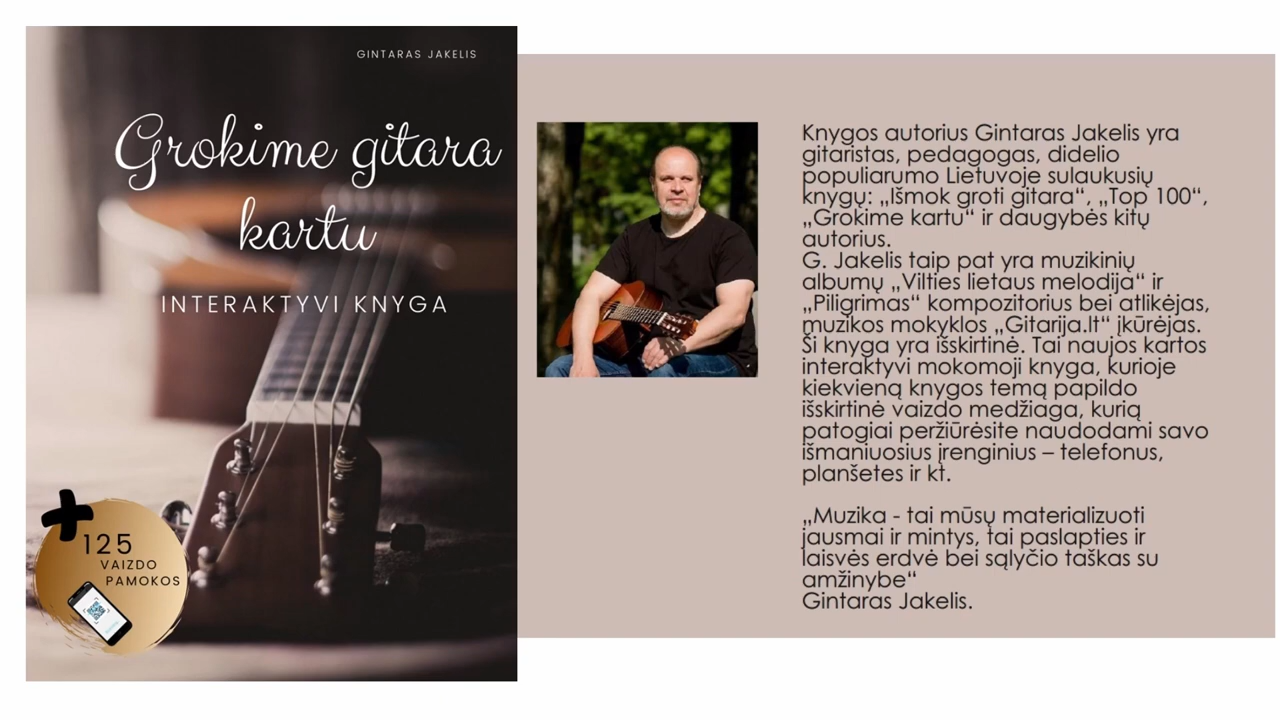 GINTARAS JAKELIS
Grokime gitara
kartu
INTERAKTYVI KNYGA
125
VAIZDO
PAMOKOS
Knygos autorius Gintaras Jakelis yra
gitaristas, pedagogas, didelio
populiarumo Lietuvoje sulaukusių
knygų: „Išmok groti gitara“, „Top 100“,
„Grokime kartu“ ir daugybės kitų
autorius.
G. Jakelis taip pat yra muzikinių
albumų „Vilties lietaus melodija“ ir
„Piligrimas“ kompozitorius bei atlikėjas,
muzikos mokyklos „Gitarija.lt“ įkūrėjas.
Ši knyga yra išskirtinė. Tai naujos kartos
interaktyvi mokomoji knyga, kurioje
kiekvieną knygos temą papildo
išskirtinė vaizdo medžiaga, kurią
patogiai peržiūrėsite naudodami savo
išmaniuosius įrenginius – telefonus,
planšetes ir kt.
„Muzika - tai mūsų materializuoti
jausmai ir mintys, tai paslapties ir
laisvės erdvė bei sąlyčio taškas su
amžinybe“
Gintaras Jakelis.